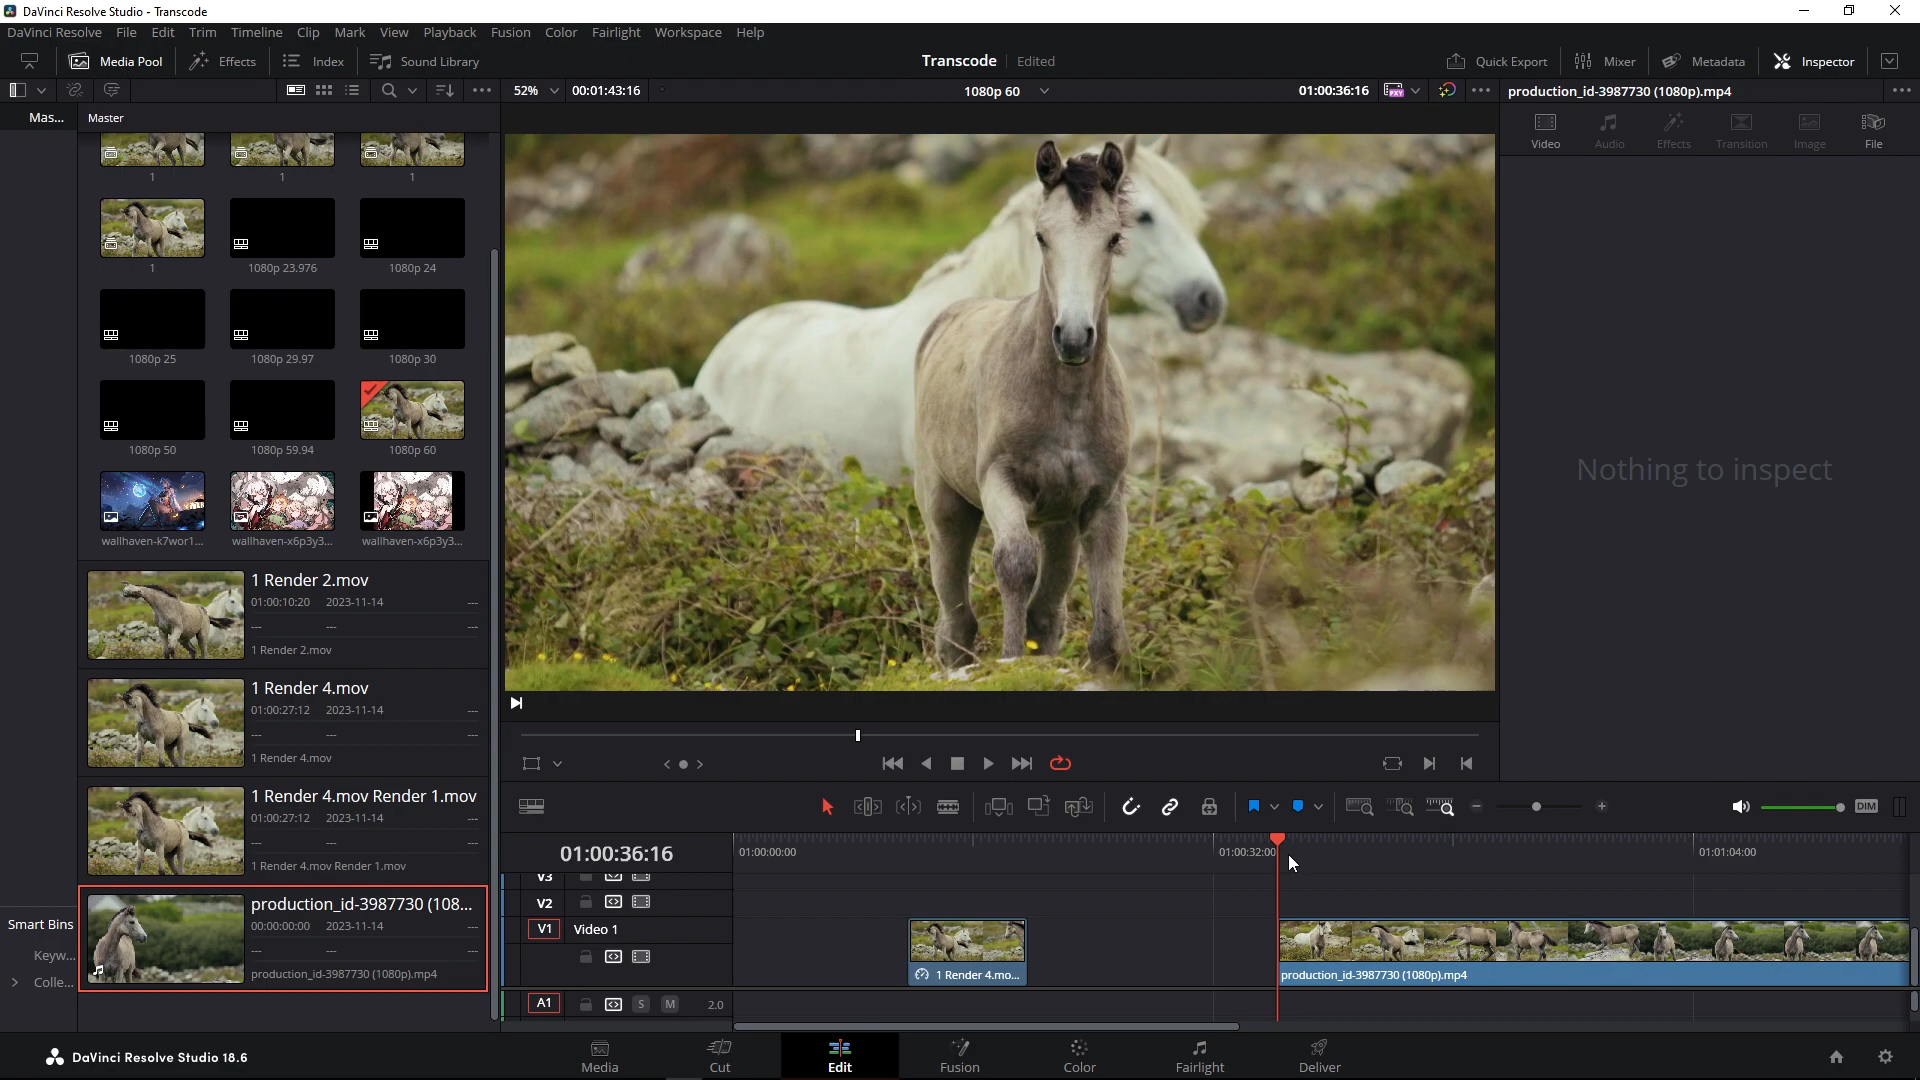 DaVinci Resolve Studio - Transcode
DaVinci Resolve File Edit Trim Timeline Clip Mark View Playback Fusion Color Fairlight Workspace Help
Media Pool Effects Index Sound Library Transcode Edited Quick Export Mixer Metadata Inspector
52% 00:01:43:16 1080p 60 01:00:36:16 PXY production_id-3987730 (1080p).mp4
Mas... Master
Video Audio Effects Transition Image File
1 1 1
1 1080p 23.976 1080p 24
1080p 25 1080p 29.97 1080p 30
1080p 50 1080p 59.94 1080p 60
wallhaven-k7wor1... wallhaven-x6p3y3... wallhaven-x6p3y3...
Nothing to inspect
1 Render 2.mov
01:00:10:20 2023-11-14 ---
--- --- ---
1 Render 2.mov
1 Render 4.mov
01:00:27:12 2023-11-14 ---
--- --- ---
1 Render 4.mov
1 Render 4.mov Render 1.mov
01:00:27:12 2023-11-14 ---
--- --- ---
1 Render 4.mov Render 1.mov
production_id-3987730 (108...
00:00:00:00 2023-11-14 ---
--- --- ---
production_id-3987730 (1080p).mp4
Smart Bins
Keyw...
Colle...
DIM
01:00:36:16 01:00:00:00 01:00:32:00 01:01:04:00
V3
V2
V1 Video 1
1 Render 4.mo... production_id-3987730 (1080p).mp4
A1 S M 2.0
DaVinci Resolve Studio 18.6
Media Cut Edit Fusion Color Fairlight Deliver